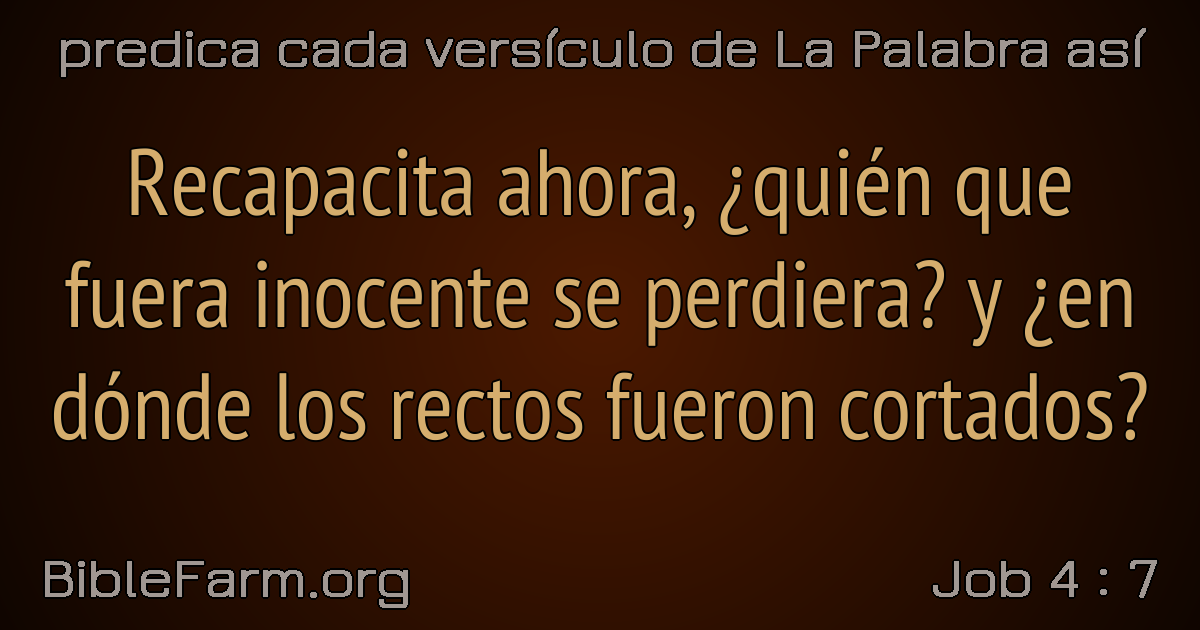 predica cada versículo de La Palabra así
Recapacita ahora, ¿quién que
fuera inocente se perdiera? y ¿en
dónde los rectos fueron cortados?
BibleFarm.org
Job 4 : 7